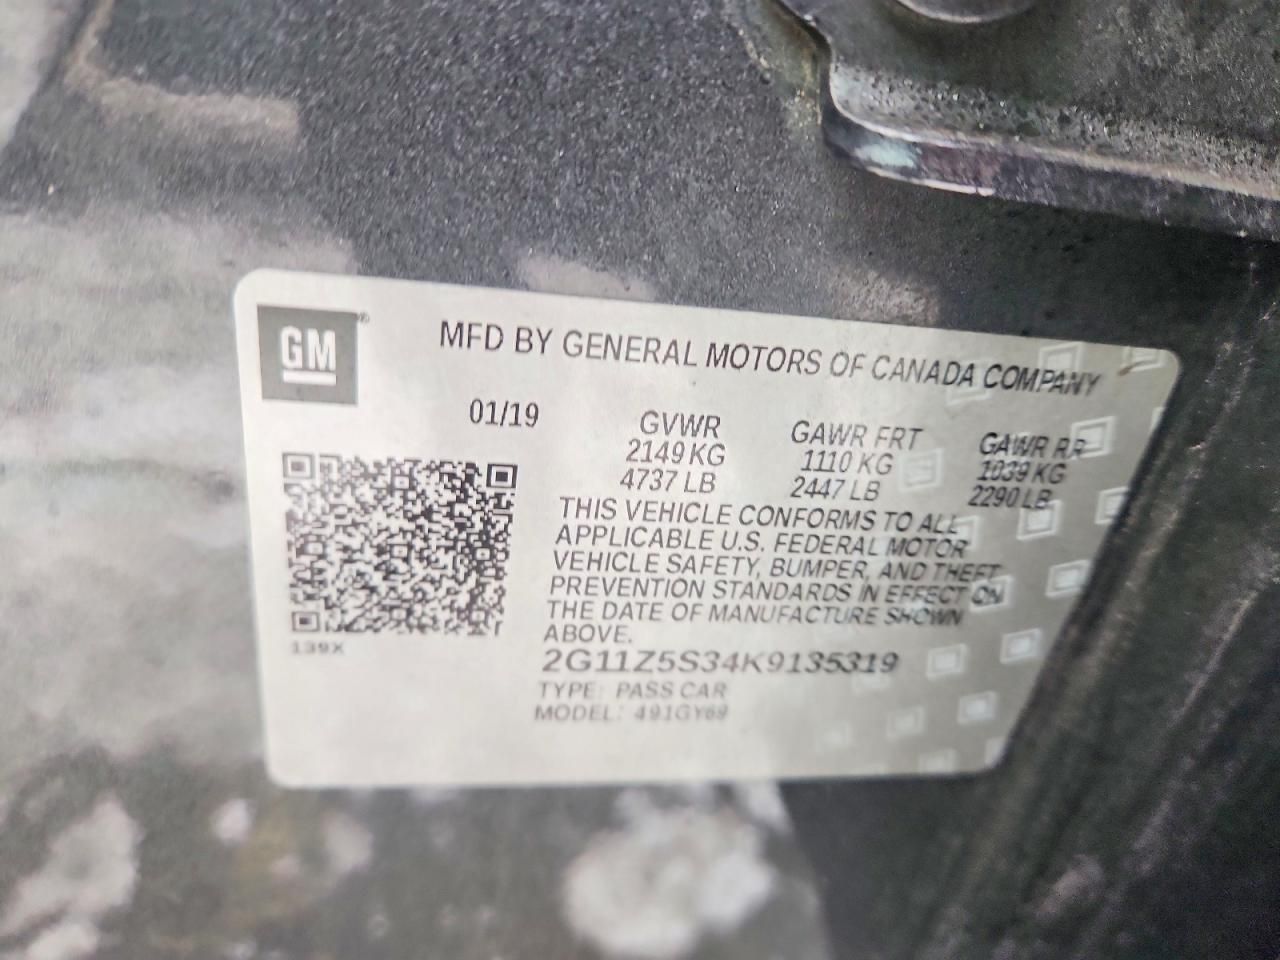 GM
MFD BY GENERAL MOTORS OF CANADA COMPANY
01/19
GVWR GAWR FRT GAWR RR
2149 KG 1110 KG 1039 KG
4737 LB 2447 LB 2290 LB
THIS VEHICLE CONFORMS TO ALL
APPLICABLE U.S. FEDERAL MOTOR
VEHICLE SAFETY, BUMPER, AND THEFT
PREVENTION STANDARDS IN EFFECT ON
THE DATE OF MANUFACTURE SHOWN
ABOVE.
139X
2G11Z5S34K9135319
TYPE: PASS CAR
MODEL: 491GY69